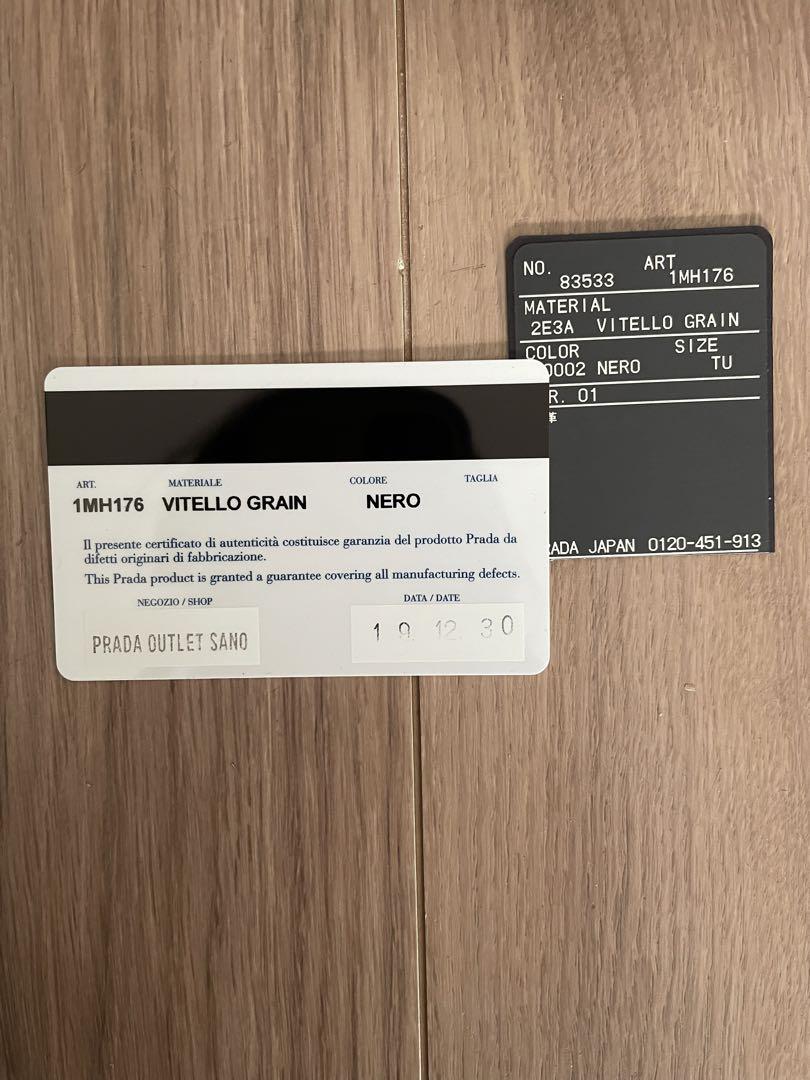 NO. ART
83533 1MH176
MATERIAL
2E3A VITELLO GRAIN
COLOR SIZE
0002 NERO TU
R. 01
革
RADA JAPAN 0120-451-913
ART. MATERIALE COLORE TAGLIA
1MH176 VITELLO GRAIN NERO
Il presente certificato di autenticità costituisce garanzia del prodotto Prada da
difetti originari di fabbricazione.
This Prada product is granted a guarantee covering all manufacturing defects.
NEGOZIO / SHOP DATA / DATE
PRADA OUTLET SANO 19. 12. 30